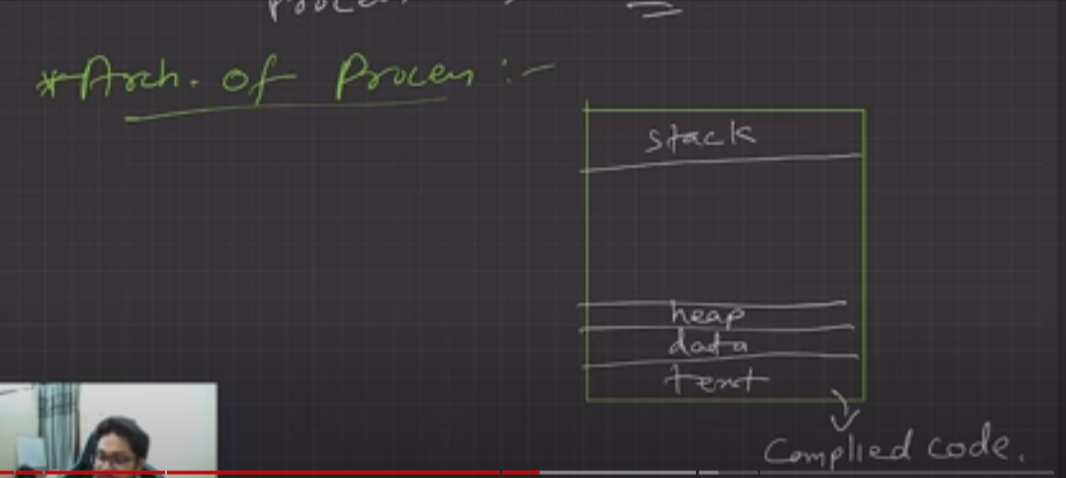 *Arch. of Process :-
stack
heap
data
text
Complied code.